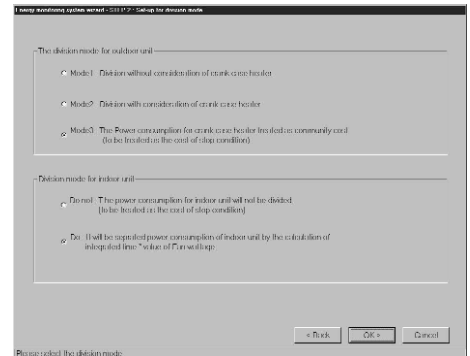 Energy monitoring system wizard - STEP 2 : Set-up for division mode
The division mode for outdoor unit
Mode1 Division without consideration of crank case heater
Mode2 Division with consideration of crank case heater
Mode3 The Power consumption for crank case heater treated as community cost
(to be treated as the cost of stop condition)
Division mode for indoor unit
Do not The power consumption for indoor unit will not be divided
(to be treated as the cost of stop condition)
Do It will be seprated power consumption of indoor unit by the calculation of
integrated time * value of Fan wattage
< Back
OK >
Cancel
Please select the division mode